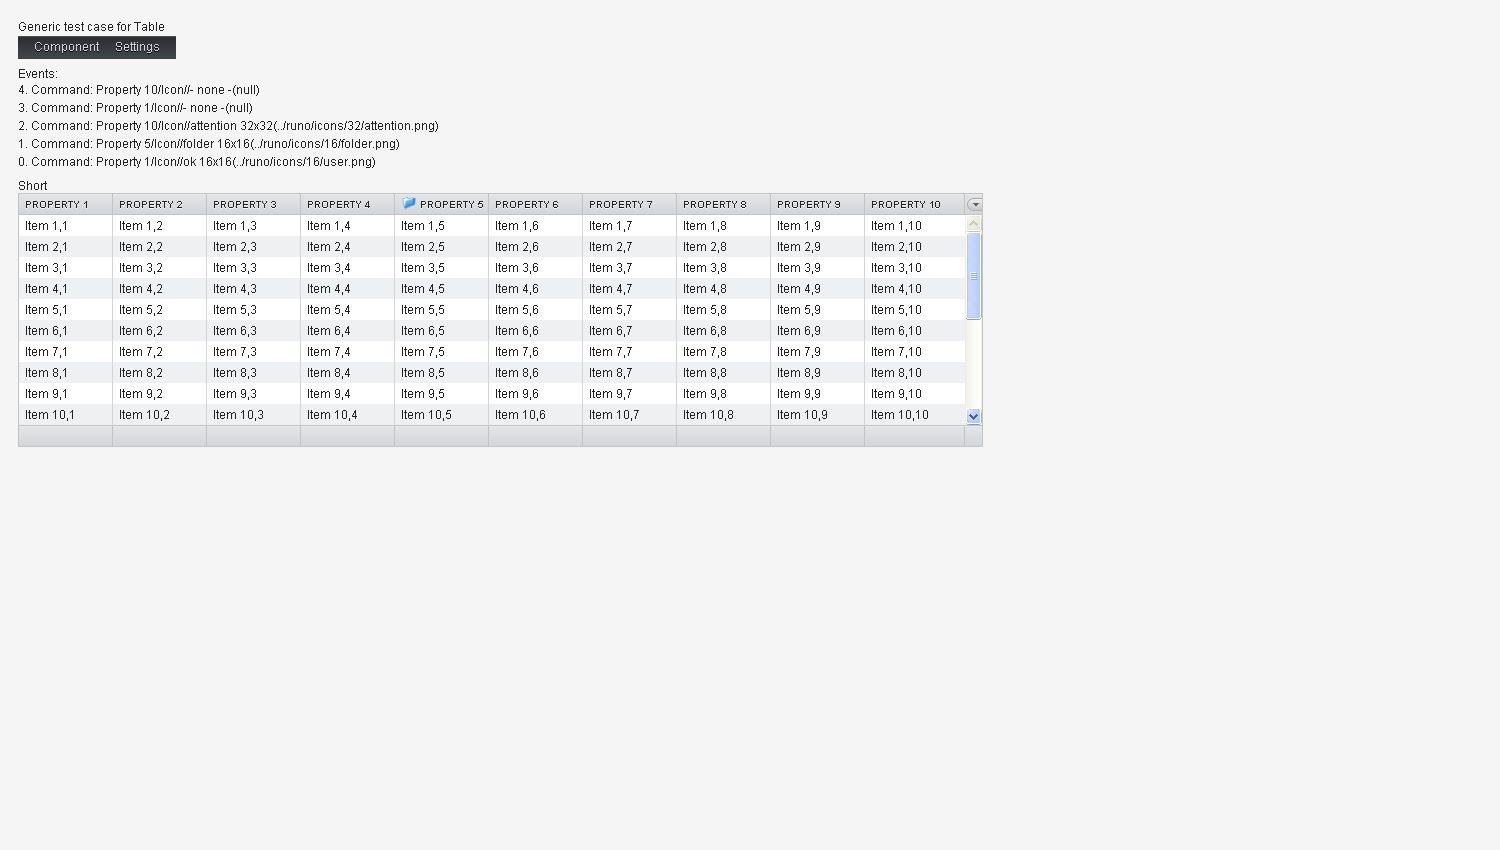 Generic test case for Table
Component Settings
Events:
4. Command: Property 10/Icon//- none -(null)
3. Command: Property 1/Icon//- none -(null)
2. Command: Property 10/Icon//attention 32x32(../runo/icons/32/attention.png)
1. Command: Property 5/Icon//folder 16x16(../runo/icons/16/folder.png)
0. Command: Property 1/Icon//ok 16x16(../runo/icons/16/user.png)
Short
PROPERTY 1 PROPERTY 2 PROPERTY 3 PROPERTY 4 PROPERTY 5 PROPERTY 6 PROPERTY 7 PROPERTY 8 PROPERTY 9 PROPERTY 10
Item 1,1 Item 1,2 Item 1,3 Item 1,4 Item 1,5 Item 1,6 Item 1,7 Item 1,8 Item 1,9 Item 1,10
Item 2,1 Item 2,2 Item 2,3 Item 2,4 Item 2,5 Item 2,6 Item 2,7 Item 2,8 Item 2,9 Item 2,10
Item 3,1 Item 3,2 Item 3,3 Item 3,4 Item 3,5 Item 3,6 Item 3,7 Item 3,8 Item 3,9 Item 3,10
Item 4,1 Item 4,2 Item 4,3 Item 4,4 Item 4,5 Item 4,6 Item 4,7 Item 4,8 Item 4,9 Item 4,10
Item 5,1 Item 5,2 Item 5,3 Item 5,4 Item 5,5 Item 5,6 Item 5,7 Item 5,8 Item 5,9 Item 5,10
Item 6,1 Item 6,2 Item 6,3 Item 6,4 Item 6,5 Item 6,6 Item 6,7 Item 6,8 Item 6,9 Item 6,10
Item 7,1 Item 7,2 Item 7,3 Item 7,4 Item 7,5 Item 7,6 Item 7,7 Item 7,8 Item 7,9 Item 7,10
Item 8,1 Item 8,2 Item 8,3 Item 8,4 Item 8,5 Item 8,6 Item 8,7 Item 8,8 Item 8,9 Item 8,10
Item 9,1 Item 9,2 Item 9,3 Item 9,4 Item 9,5 Item 9,6 Item 9,7 Item 9,8 Item 9,9 Item 9,10
Item 10,1 Item 10,2 Item 10,3 Item 10,4 Item 10,5 Item 10,6 Item 10,7 Item 10,8 Item 10,9 Item 10,10